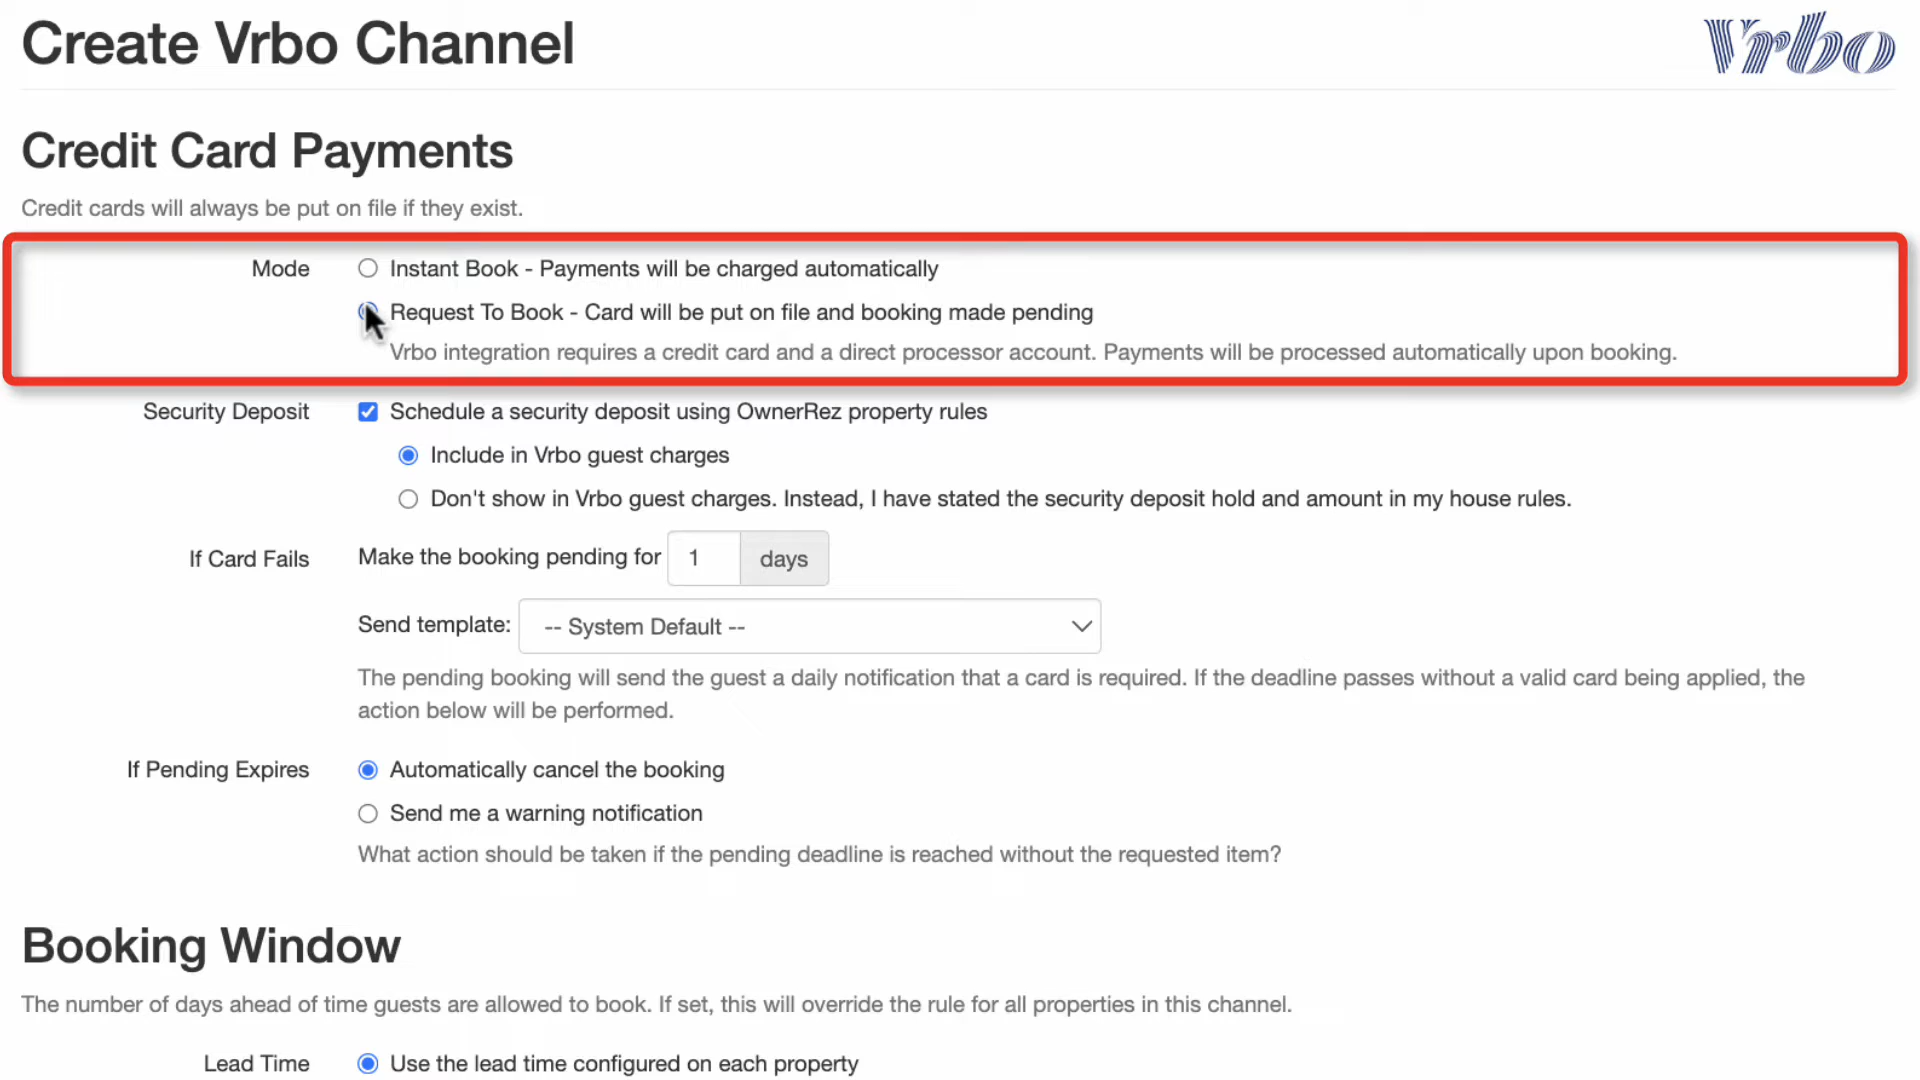 Create Vrbo Channel
Vrbo
Credit Card Payments
Credit cards will always be put on file if they exist.
Mode
Instant Book - Payments will be charged automatically
Request To Book - Card will be put on file and booking made pending
Vrbo integration requires a credit card and a direct processor account. Payments will be processed automatically upon booking.
Security Deposit
Schedule a security deposit using OwnerRez property rules
Include in Vrbo guest charges
Don't show in Vrbo guest charges. Instead, I have stated the security deposit hold and amount in my house rules.
If Card Fails
Make the booking pending for 1 days
Send template: -- System Default --
The pending booking will send the guest a daily notification that a card is required. If the deadline passes without a valid card being applied, the
action below will be performed.
If Pending Expires
Automatically cancel the booking
Send me a warning notification
What action should be taken if the pending deadline is reached without the requested item?
Booking Window
The number of days ahead of time guests are allowed to book. If set, this will override the rule for all properties in this channel.
Lead Time
Use the lead time configured on each property